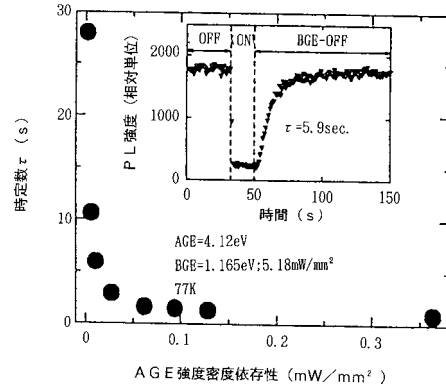 30
20
10
0
時定数τ (s)
OFF
ON
BGE-OFF
2000
1000
0
PL強度 (相対単位)
τ=5.9sec.
0
50
100
150
時間 (s)
AGE=4.12eV
BGE=1.165eV;5.18mW/mm²
77K
0
0.1
0.2
0.3
AGE強度密度依存性 (mW/mm²)